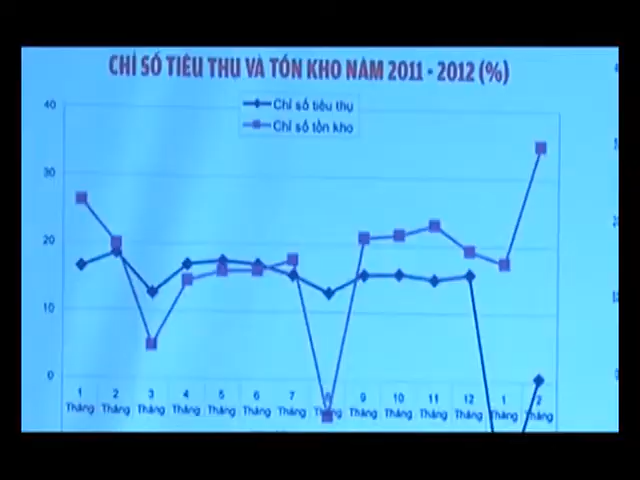 CHỈ SỐ TIÊU THỤ VÀ TỒN KHO NĂM 2011 - 2012 (%)
Chỉ số tiêu thụ
Chỉ số tồn kho
40
30
20
10
0
1 2 3 4 5 6 7 8 9 10 11 12 1 2
Tháng Tháng Tháng Tháng Tháng Tháng Tháng Tháng Tháng Tháng Tháng Tháng Tháng Tháng